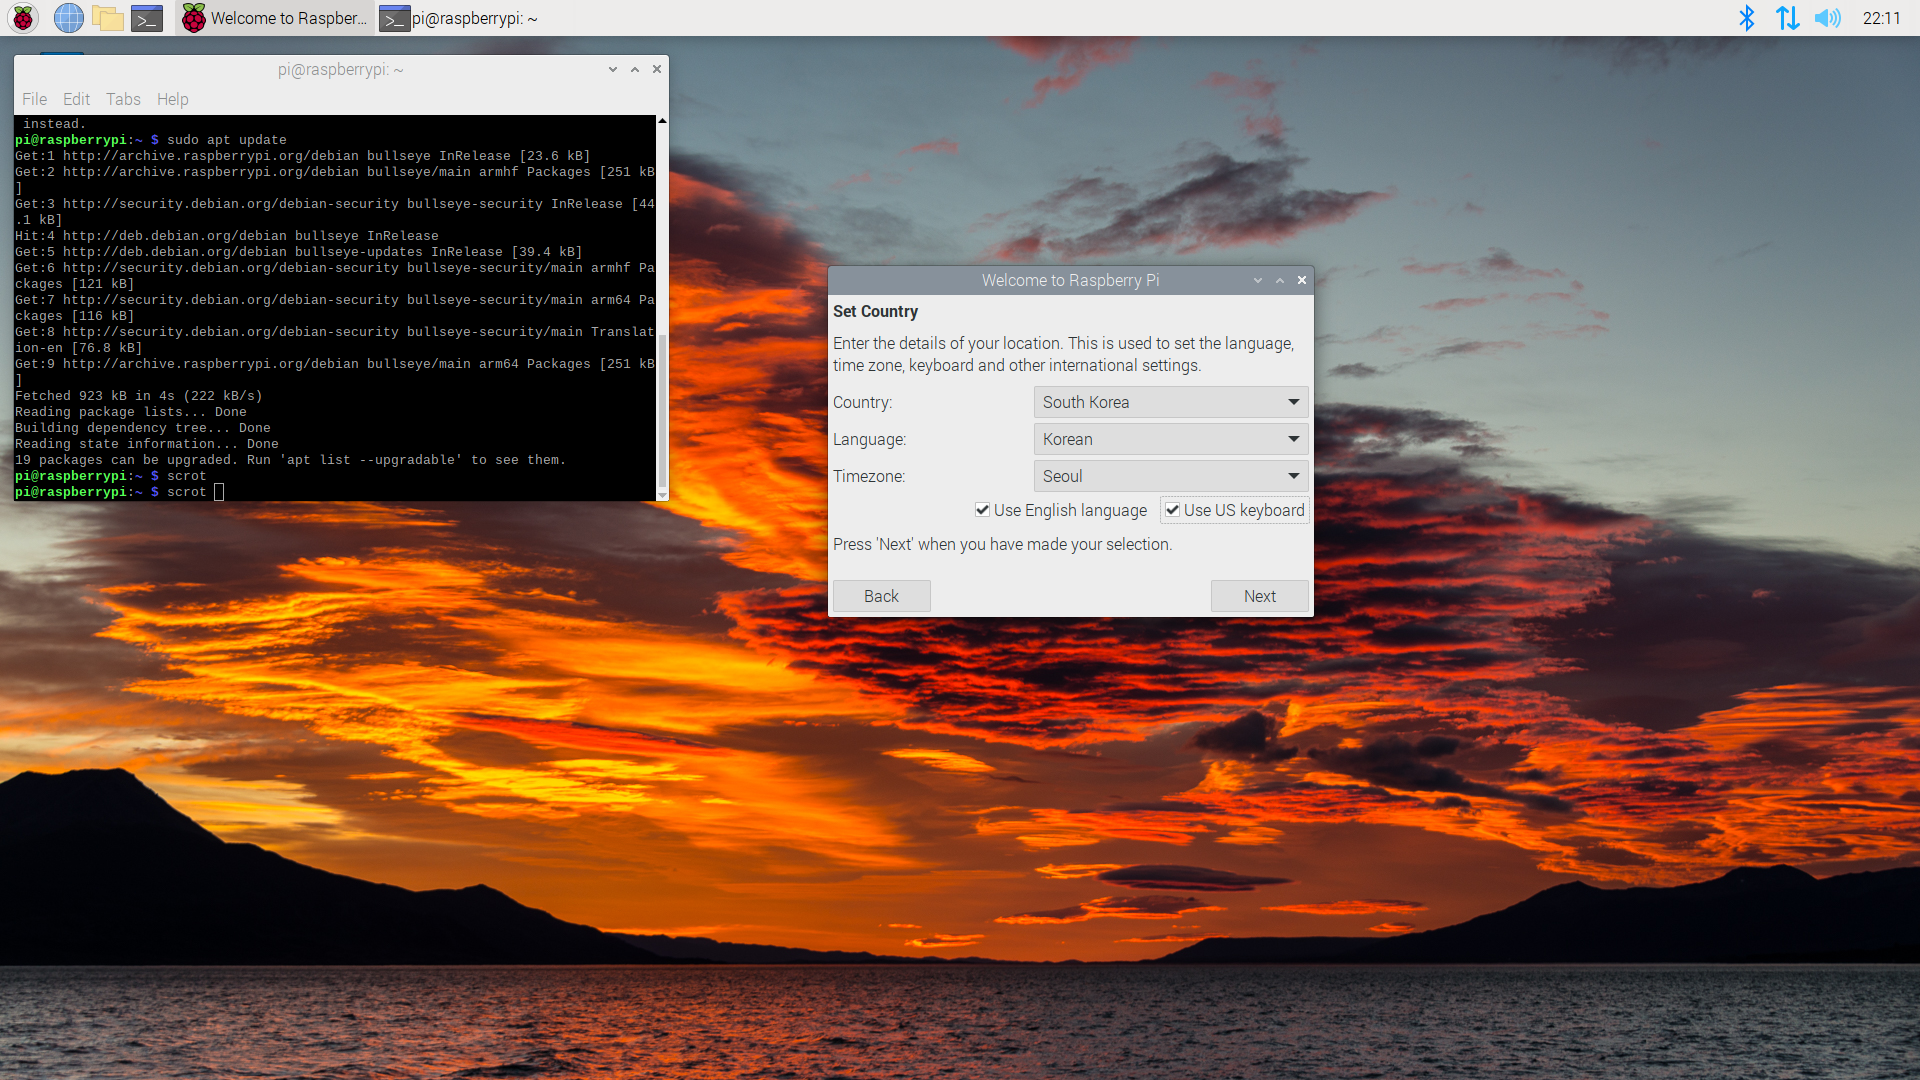 Welcome to Raspber...
pi@raspberrypi: ~
22:11
pi@raspberrypi: ~
File Edit Tabs Help
instead.
pi@raspberrypi:~ $ sudo apt update
Get:1 http://archive.raspberrypi.org/debian bullseye InRelease [23.6 kB]
Get:2 http://archive.raspberrypi.org/debian bullseye/main armhf Packages [251 kB
]
Get:3 http://security.debian.org/debian-security bullseye-security InRelease [44
.1 kB]
Hit:4 http://deb.debian.org/debian bullseye InRelease
Get:5 http://deb.debian.org/debian bullseye-updates InRelease [39.4 kB]
Get:6 http://security.debian.org/debian-security bullseye-security/main armhf Pa
ckages [121 kB]
Get:7 http://security.debian.org/debian-security bullseye-security/main arm64 Pa
ckages [116 kB]
Get:8 http://security.debian.org/debian-security bullseye-security/main Translat
ion-en [76.8 kB]
Get:9 http://archive.raspberrypi.org/debian bullseye/main arm64 Packages [251 kB
]
Fetched 923 kB in 4s (222 kB/s)
Reading package lists... Done
Building dependency tree... Done
Reading state information... Done
19 packages can be upgraded. Run 'apt list --upgradable' to see them.
pi@raspberrypi:~ $ scrot
pi@raspberrypi:~ $ scrot
Welcome to Raspberry Pi
Set Country
Enter the details of your location. This is used to set the language,
time zone, keyboard and other international settings.
Country: South Korea
Language: Korean
Timezone: Seoul
Use English language Use US keyboard
Press 'Next' when you have made your selection.
Back Next